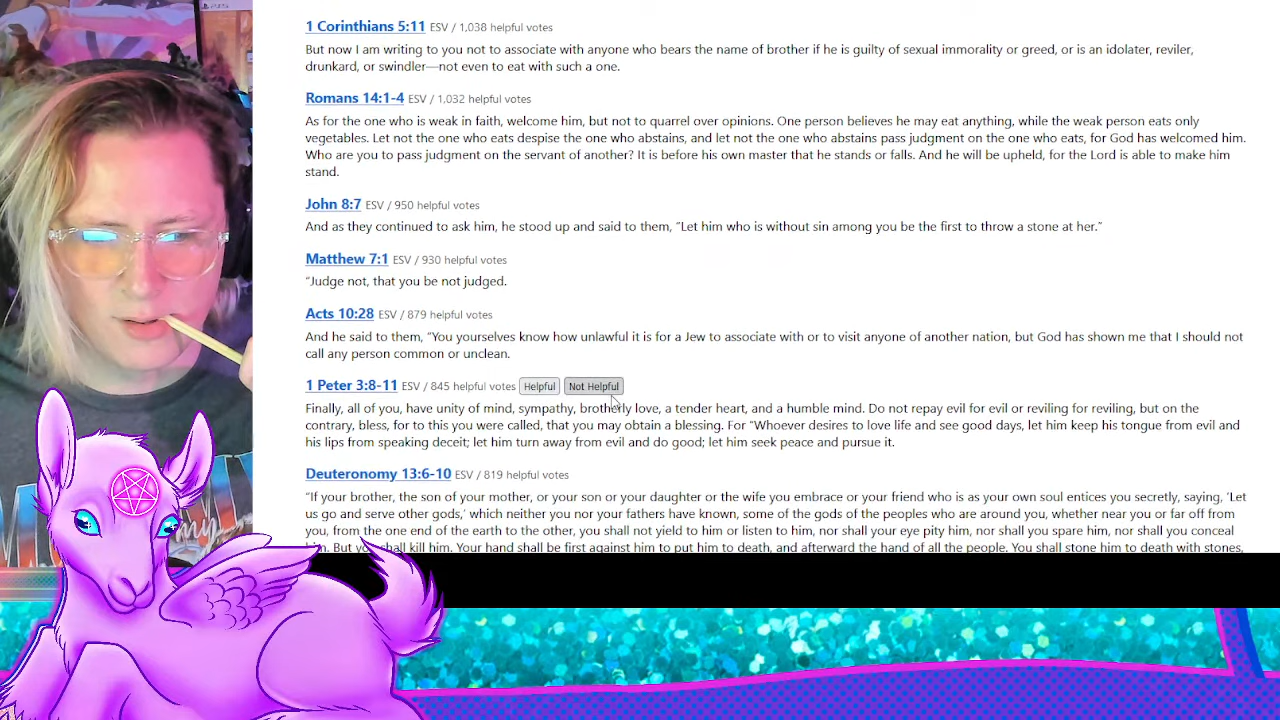 1 Corinthians 5:11 ESV / 1,038 helpful votes
But now I am writing to you not to associate with anyone who bears the name of brother if he is guilty of sexual immorality or greed, or is an idolater, reviler,
drunkard, or swindler—not even to eat with such a one.
Romans 14:1-4 ESV / 1,032 helpful votes
As for the one who is weak in faith, welcome him, but not to quarrel over opinions. One person believes he may eat anything, while the weak person eats only
vegetables. Let not the one who eats despise the one who abstains, and let not the one who abstains pass judgment on the one who eats, for God has welcomed him.
Who are you to pass judgment on the servant of another? It is before his own master that he stands or falls. And he will be upheld, for the Lord is able to make him
stand.
John 8:7 ESV / 950 helpful votes
And as they continued to ask him, he stood up and said to them, “Let him who is without sin among you be the first to throw a stone at her.”
Matthew 7:1 ESV / 930 helpful votes
“Judge not, that you be not judged.
Acts 10:28 ESV / 879 helpful votes
And he said to them, “You yourselves know how unlawful it is for a Jew to associate with or to visit anyone of another nation, but God has shown me that I should not
call any person common or unclean.
1 Peter 3:8-11 ESV / 845 helpful votes Helpful Not Helpful
Finally, all of you, have unity of mind, sympathy, brotherly love, a tender heart, and a humble mind. Do not repay evil for evil or reviling for reviling, but on the
contrary, bless, for to this you were called, that you may obtain a blessing. For “Whoever desires to love life and see good days, let him keep his tongue from evil and
his lips from speaking deceit; let him turn away from evil and do good; let him seek peace and pursue it.
Deuteronomy 13:6-10 ESV / 819 helpful votes
“If your brother, the son of your mother, or your son or your daughter or the wife you embrace or your friend who is as your own soul entices you secretly, saying, ‘Let
us go and serve other gods,’ which neither you nor your fathers have known, some of the gods of the peoples who are around you, whether near you or far off from
you, from the one end of the earth to the other, you shall not yield to him or listen to him, nor shall your eye pity him, nor shall you spare him, nor shall you conceal
him. But you shall kill him. Your hand shall be first against him to put him to death, and afterward the hand of all the people. You shall stone him to death with stones,